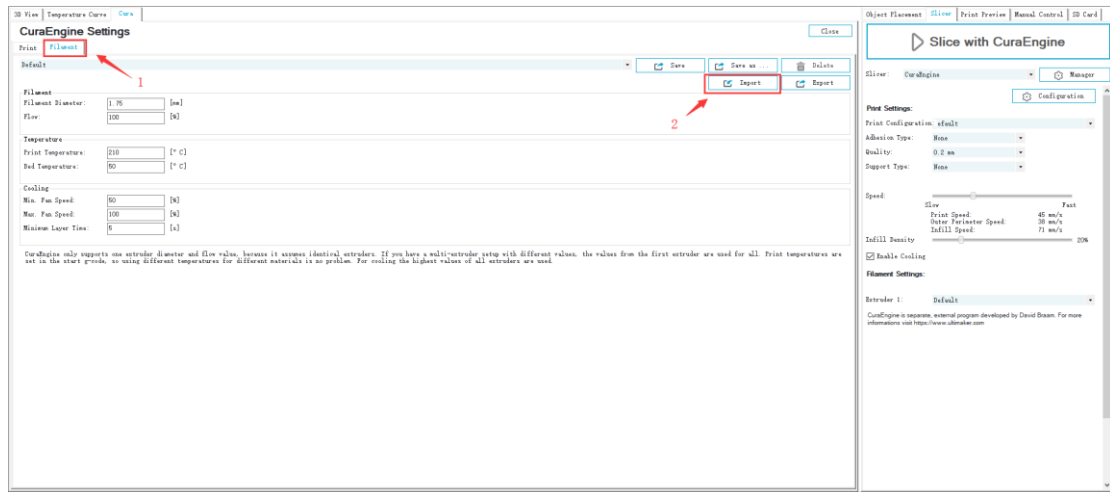 3D View Temperature Curve Cura
CuraEngine Settings
Close
Print Filament
Default
Save Save as ... Delete
Import Export
1
2
Filament
Filament Diameter: 1.75 [mm]
Flow: 100 [%]
Temperature
Print Temperature: 210 [° C]
Bed Temperature: 50 [° C]
Cooling
Min. Fan Speed: 50 [%]
Max. Fan Speed: 100 [%]
Minimum Layer Time: 5 [s]
CuraEngine only supports one extruder diameter and flow value, because it assumes identical extruders. If you have a multi-extruder setup with different values, the values from the first extruder are used for all. Print temperatures are
set in the start g-code, so using different temperatures for different materials is no problem. For cooling the highest values of all extruders are used.
Object Placement Slicer Print Preview Manual Control SD Card
Slice with CuraEngine
Slicer: CuraEngine Manager
Configuration
Print Settings:
Print Configuration: efault
Adhesion Type: None
Quality: 0.2 mm
Support Type: None
Speed:
Slow Fast
Print Speed: 45 mm/s
Outer Perimeter Speed: 38 mm/s
Infill Speed: 71 mm/s
Infill Density 20%
Enable Cooling
Filament Settings:
Extruder 1: Default
CuraEngine is separate, external program developed by David Braam. For more
informations visit https://www.ultimaker.com